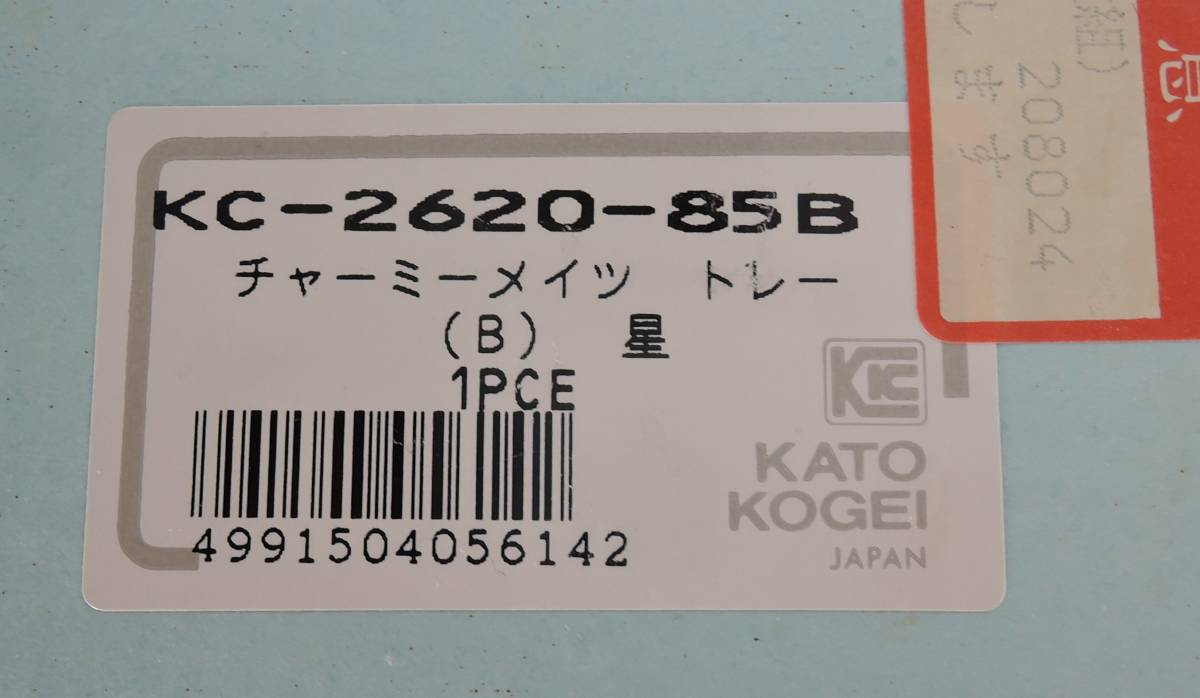 KC-2620-85B
チャーミーメイツ トレー
(B) 星
1PCE
4991504056142
KC
KATO
KOGEI
JAPAN
組)
208024
します